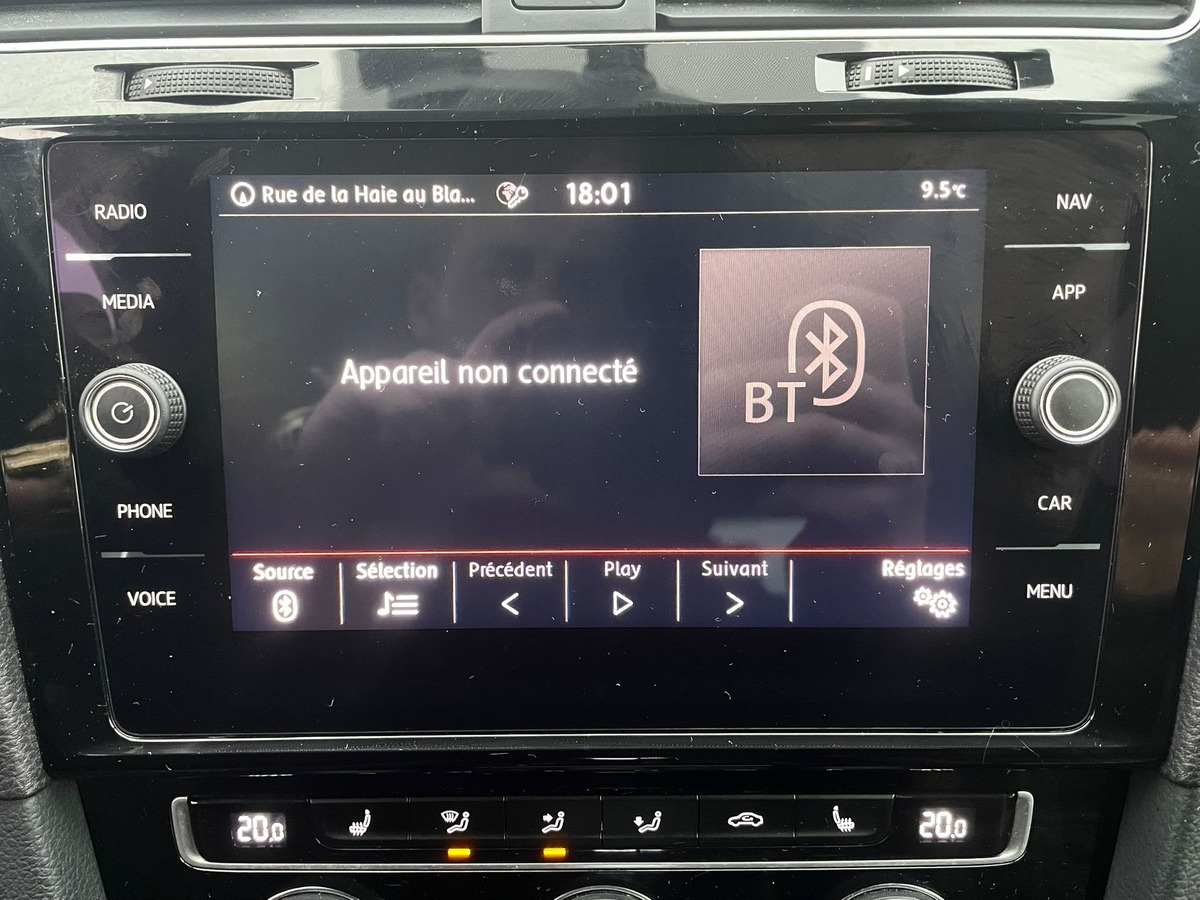 Rue de la Haie au Bla... 18:01 9.5°C
RADIO
NAV
MEDIA
APP
Appareil non connecté
BT
PHONE
CAR
Source Sélection Précédent Play Suivant Réglages
VOICE
MENU
20.0 20.0